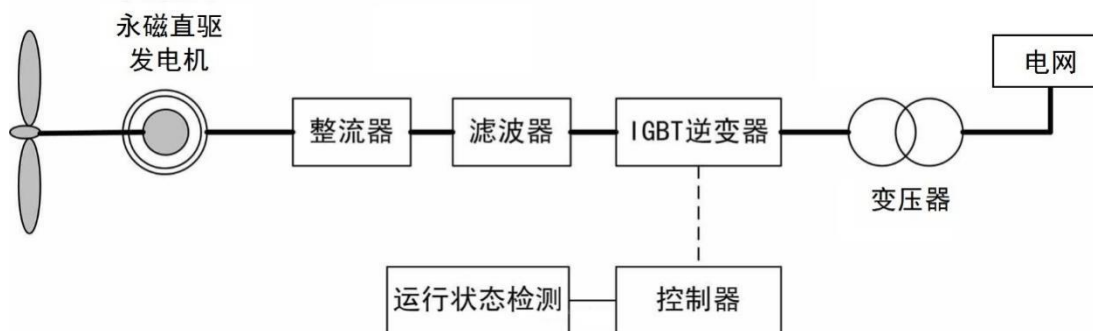 永磁直驱
发电机
电网
整流器
滤波器
IGBT逆变器
变压器
运行状态检测
控制器